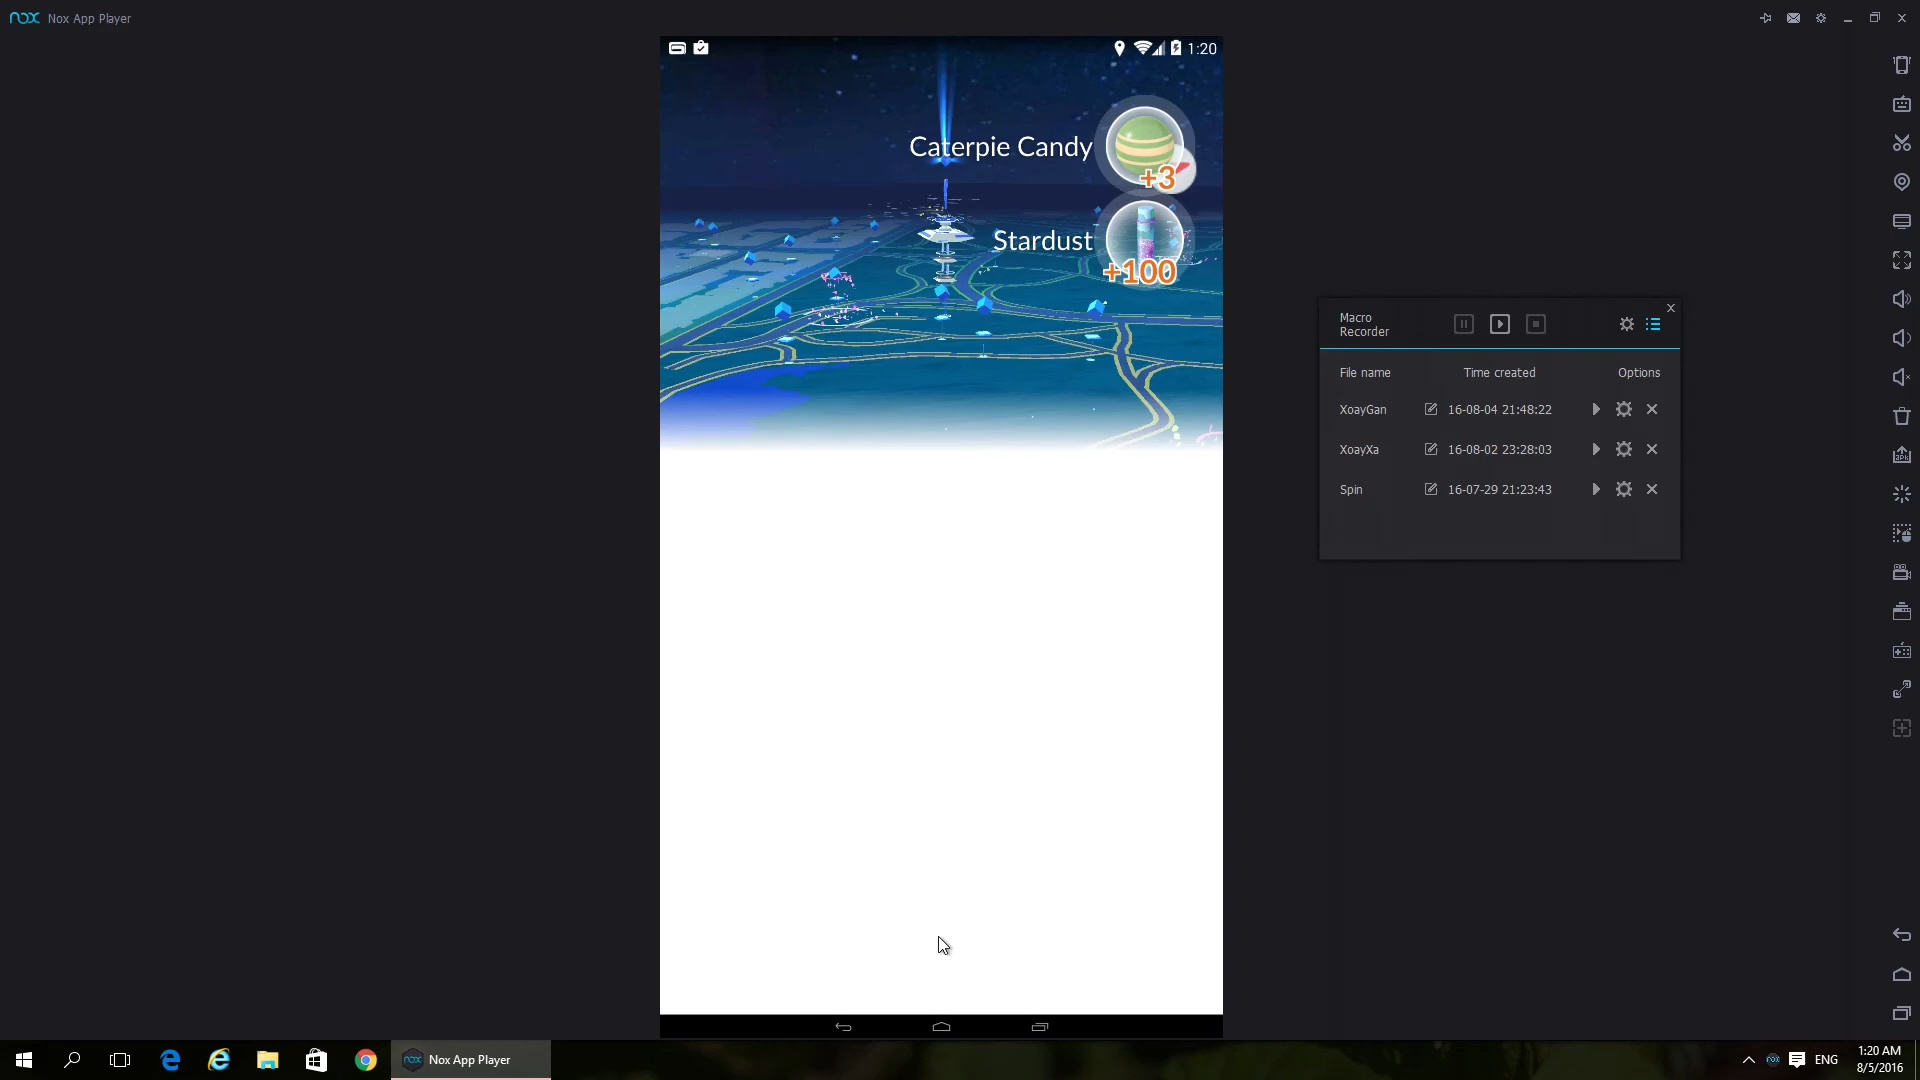 nox Nox App Player
1:20
Caterpie Candy
+3
Stardust
+100
Macro
Recorder
File name Time created Options
XoayGan 16-08-04 21:48:22
XoayXa 16-08-02 23:28:03
Spin 16-07-29 21:23:43
nox Nox App Player
ENG
1:20 AM
8/5/2016